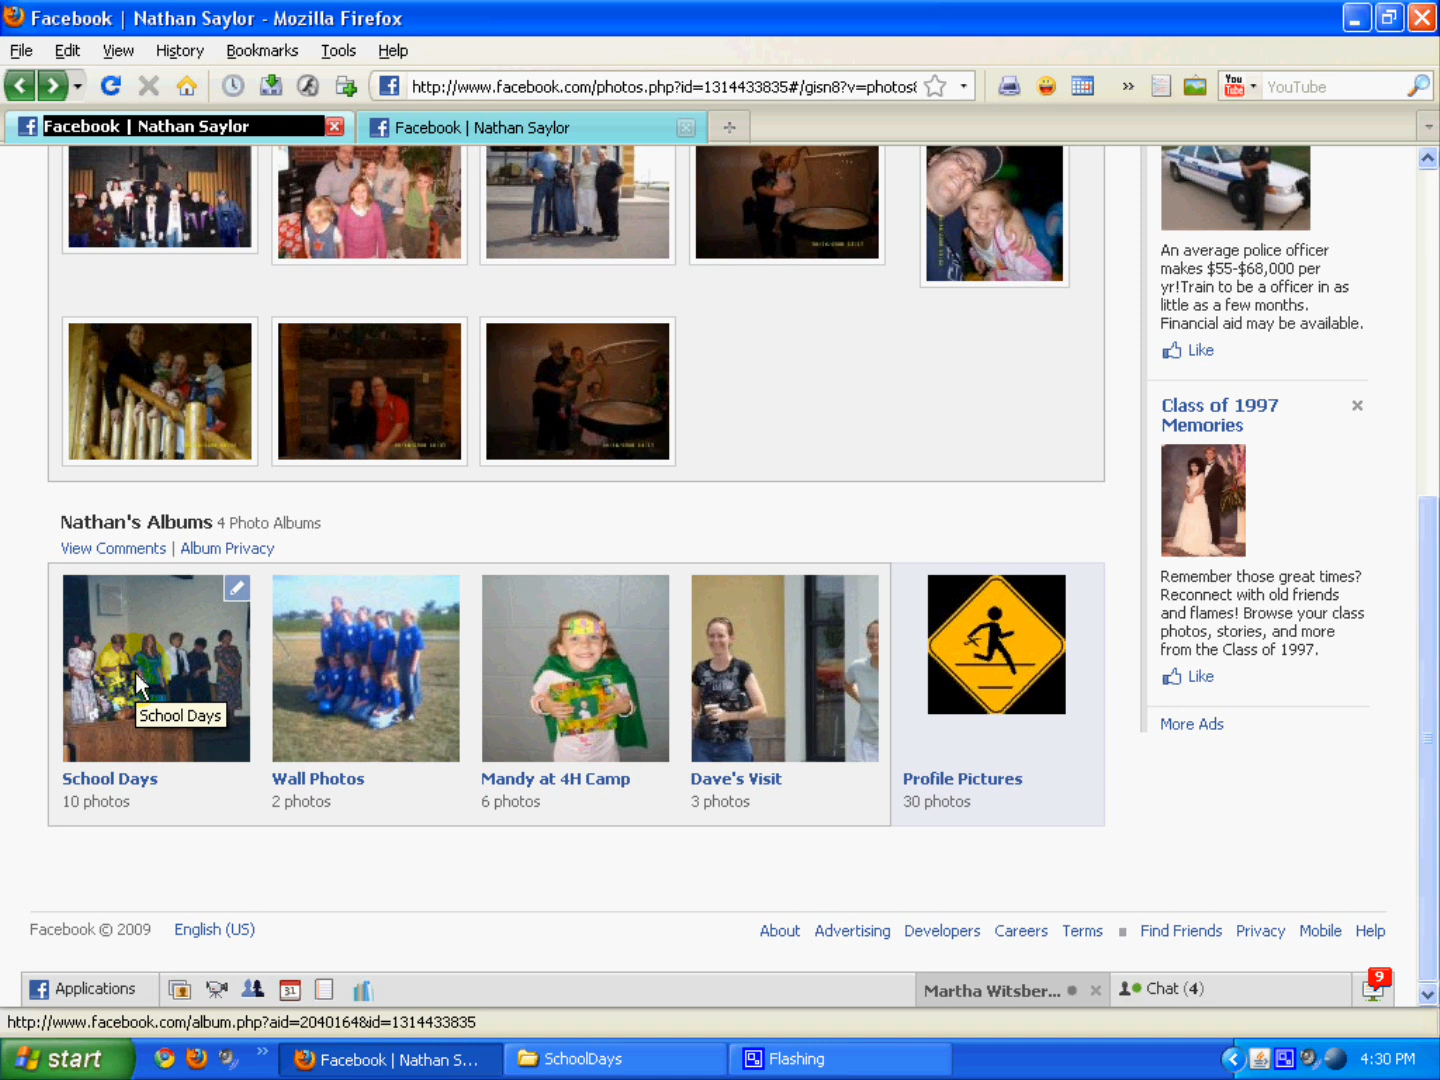 Facebook | Nathan Saylor - Mozilla Firefox
File Edit View History Bookmarks Tools Help
http://www.facebook.com/photos.php?id=1314433835#/gisn8?v=photos&
You Tube YouTube
Facebook | Nathan Saylor
Facebook | Nathan Saylor
An average police officer
makes $55-$68,000 per
yr!Train to be a officer in as
little as a few months.
Financial aid may be available.
Like
Class of 1997
Memories
Remember those great times?
Reconnect with old friends
and flames! Browse your class
photos, stories, and more
from the Class of 1997.
Like
More Ads
Nathan's Albums 4 Photo Albums
View Comments | Album Privacy
School Days
School Days
10 photos
Wall Photos
2 photos
Mandy at 4H Camp
6 photos
Dave's Visit
3 photos
Profile Pictures
30 photos
Facebook © 2009 English (US)
About Advertising Developers Careers Terms Find Friends Privacy Mobile Help
Applications
31
Martha Witsber...
Chat (4)
9
http://www.facebook.com/album.php?aid=2040164&id=1314433835
start
Facebook | Nathan S...
SchoolDays
Flashing
4:30 PM